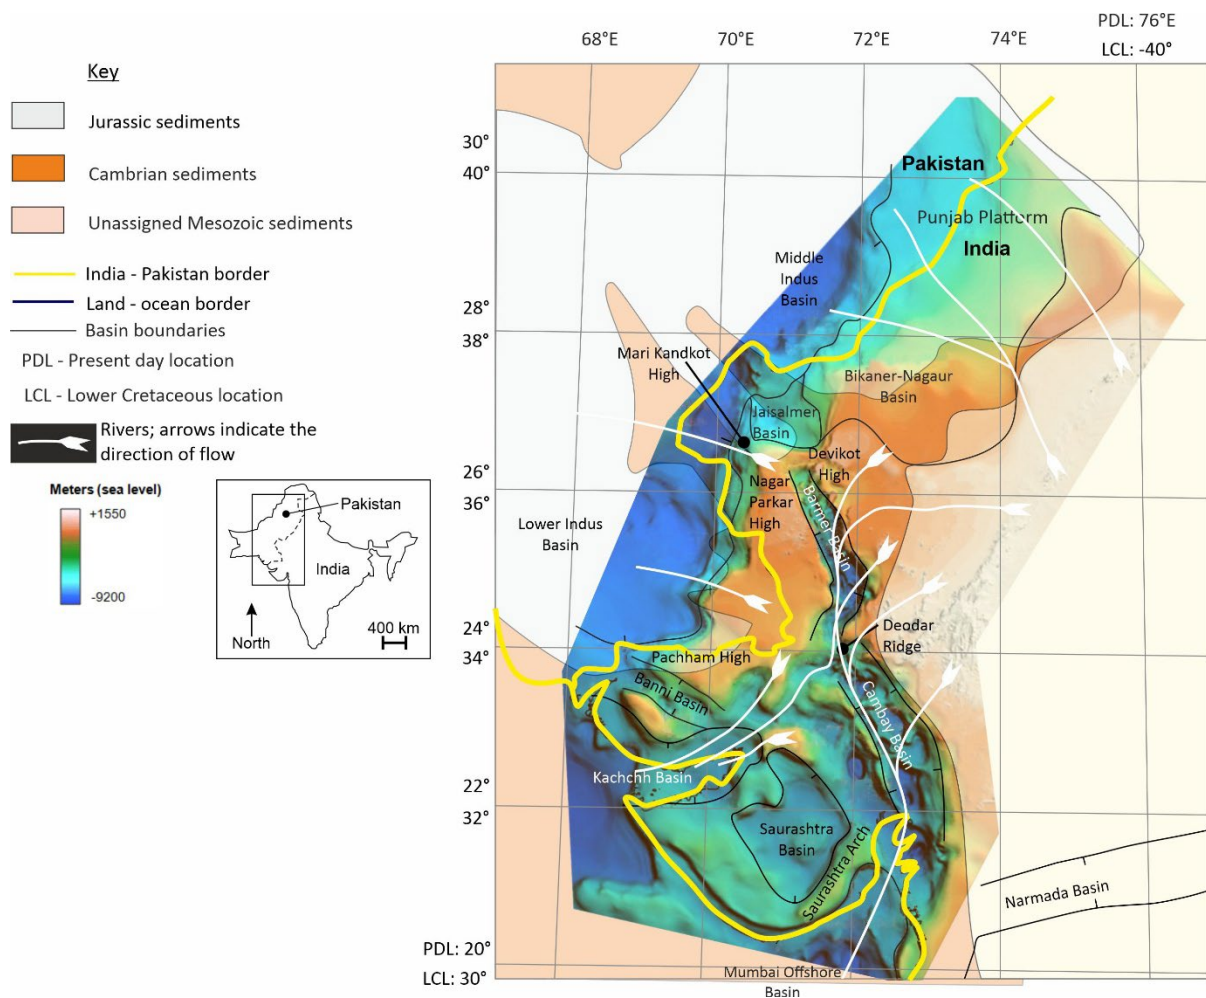 PDL: 76°E
LCL: -40°
68°E
70°E
72°E
74°E
Key
Jurassic sediments
Cambrian sediments
Unassigned Mesozoic sediments
India - Pakistan border
Land - ocean border
Basin boundaries
PDL - Present day location
LCL - Lower Cretaceous location
Rivers; arrows indicate the
direction of flow
Meters (sea level)
+1550
-9200
Pakistan
India
North
400 km
30°
40°
28°
38°
26°
36°
24°
34°
22°
32°
PDL: 20°
LCL: 30°
Pakistan
Punjab Platform
India
Middle
Indus
Basin
Mari Kandkot
High
Bikaner-Nagaur
Basin
Jaisalmer
Basin
Devikot
High
Nagar
Parkar
High
Barmer Basin
Lower Indus
Basin
Deodar
Ridge
Pachham High
Banni Basin
Cambay Basin
Kachchh Basin
Saurashtra
Basin
Saurashtra Arch
Narmada Basin
Mumbai Offshore
Basin